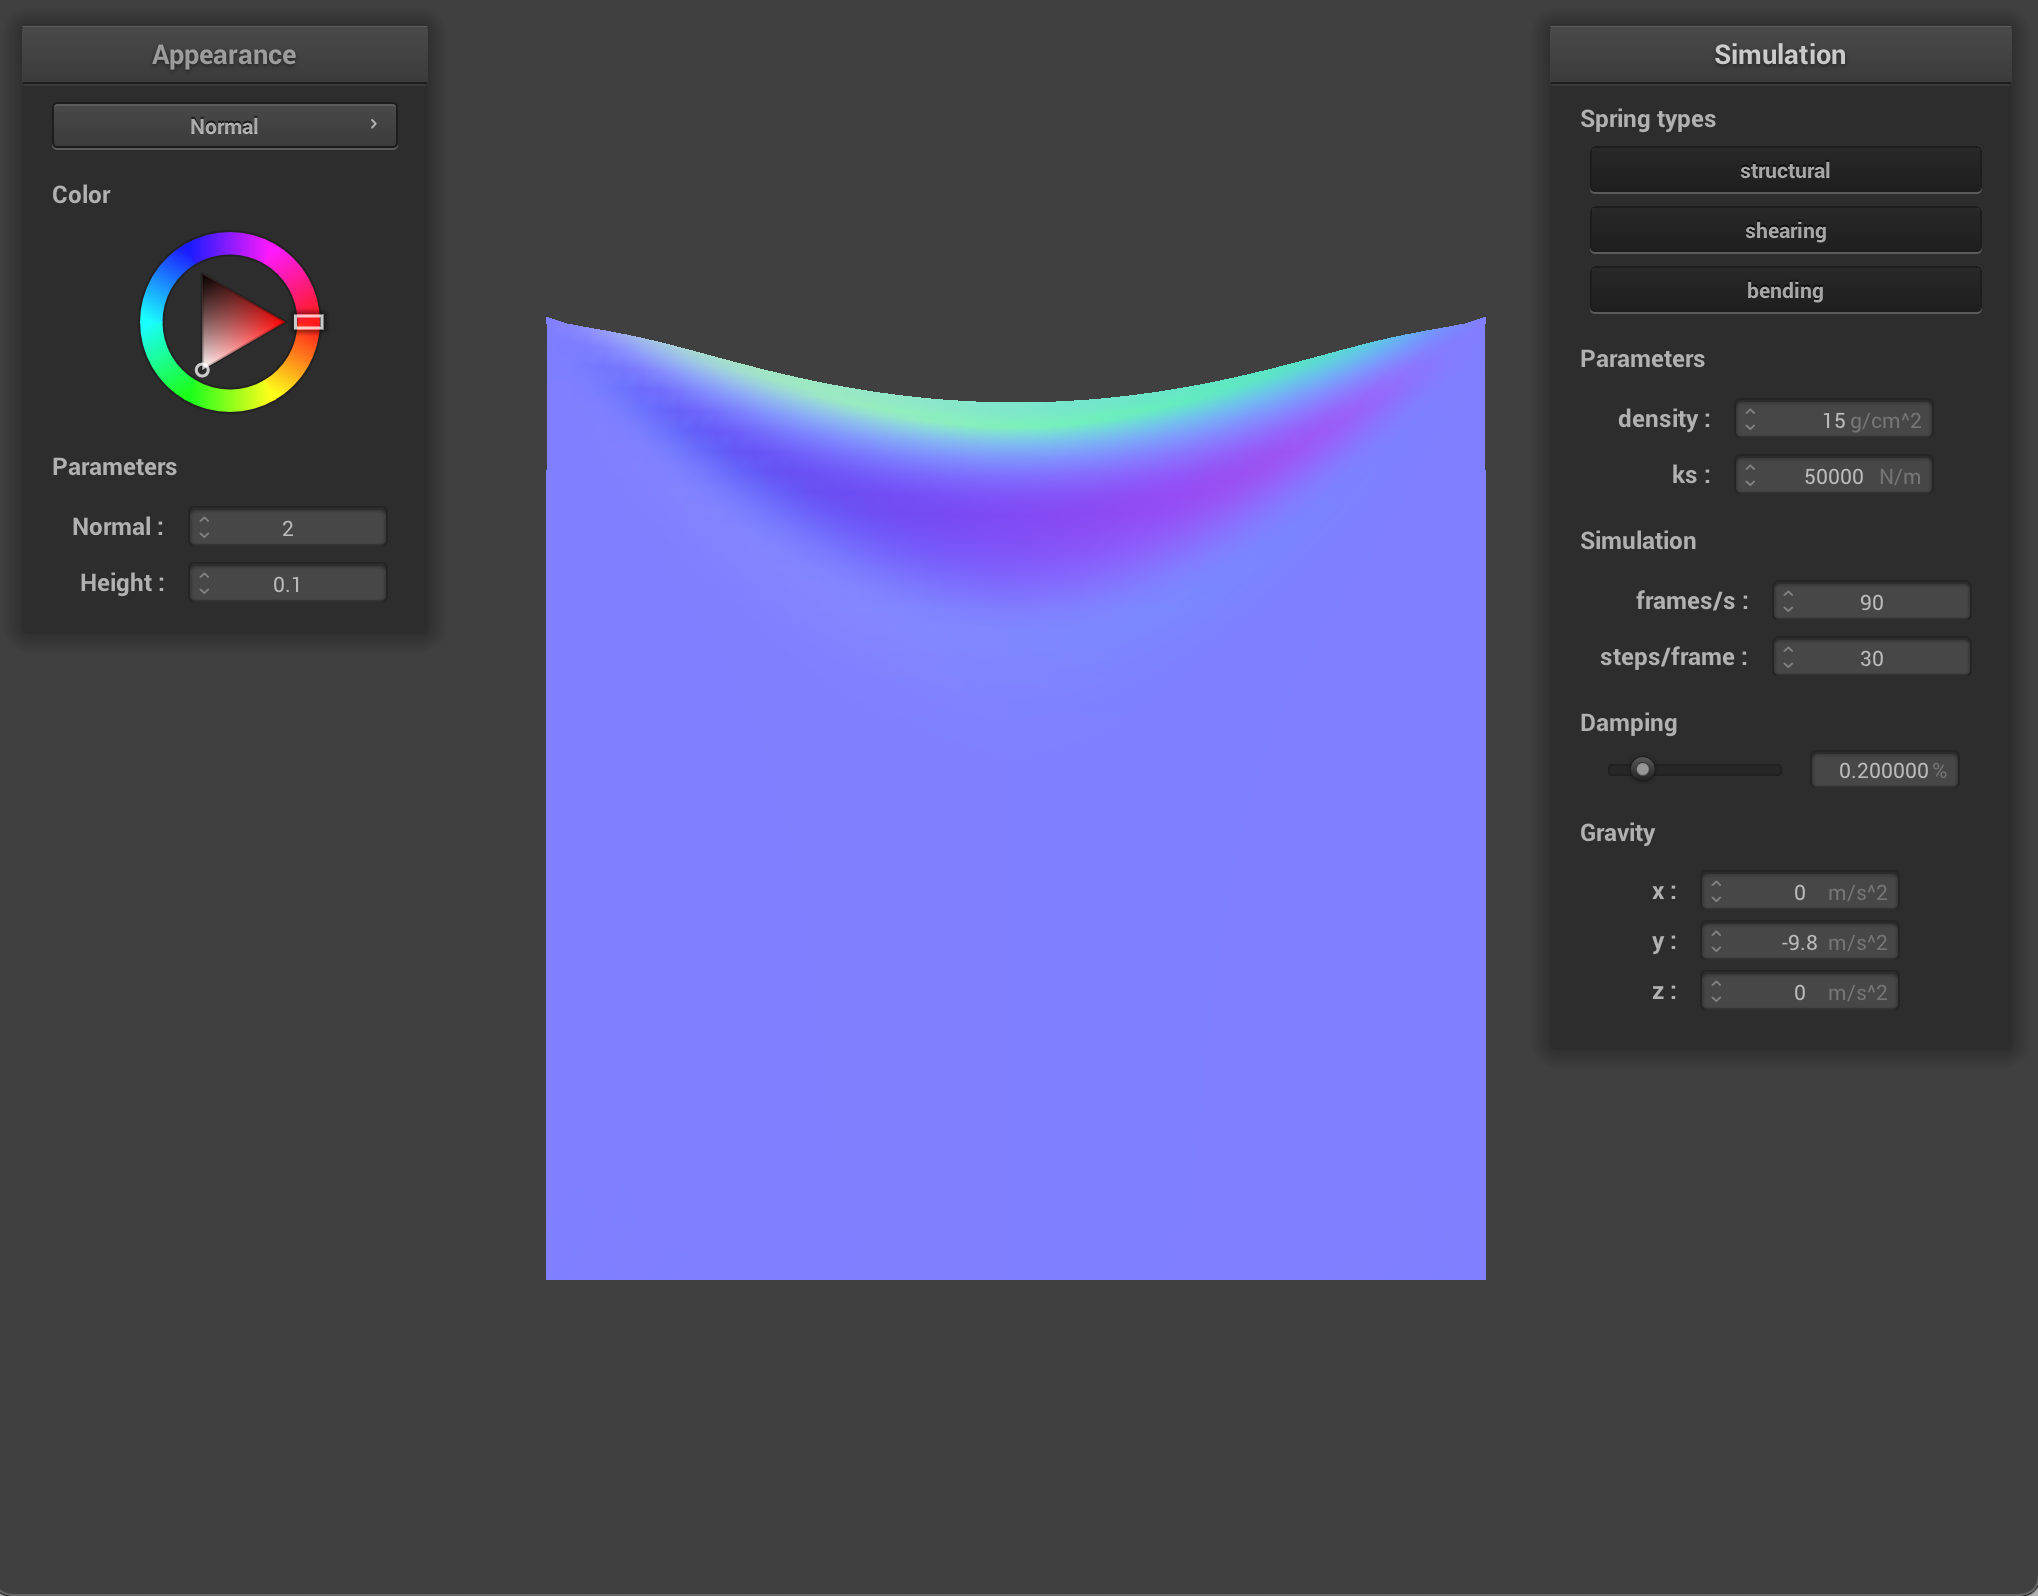 Appearance
Normal
Color
Parameters
Normal : 2
Height : 0.1
Simulation
Spring types
structural
shearing
bending
Parameters
density : 15 g/cm^2
ks : 50000 N/m
Simulation
frames/s : 90
steps/frame : 30
Damping
0.200000 %
Gravity
x : 0 m/s^2
y : -9.8 m/s^2
z : 0 m/s^2